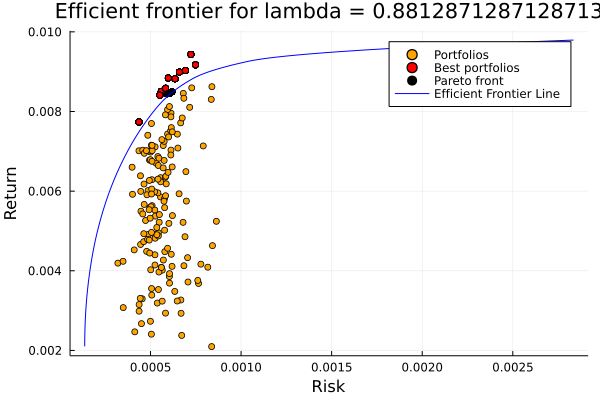 Efficient frontier for lambda = 0.8812871287128713
0.010
0.008
0.006
0.004
0.002
Return
Portfolios
Best portfolios
Pareto front
Efficient Frontier Line
0.0005 0.0010 0.0015 0.0020 0.0025
Risk